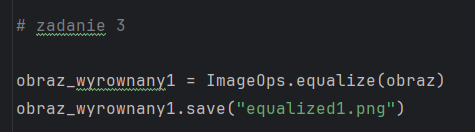 # zadanie 3
obraz_wyrownany1 = ImageOps.equalize(obraz)
obraz_wyrownany1.save("equalized1.png")